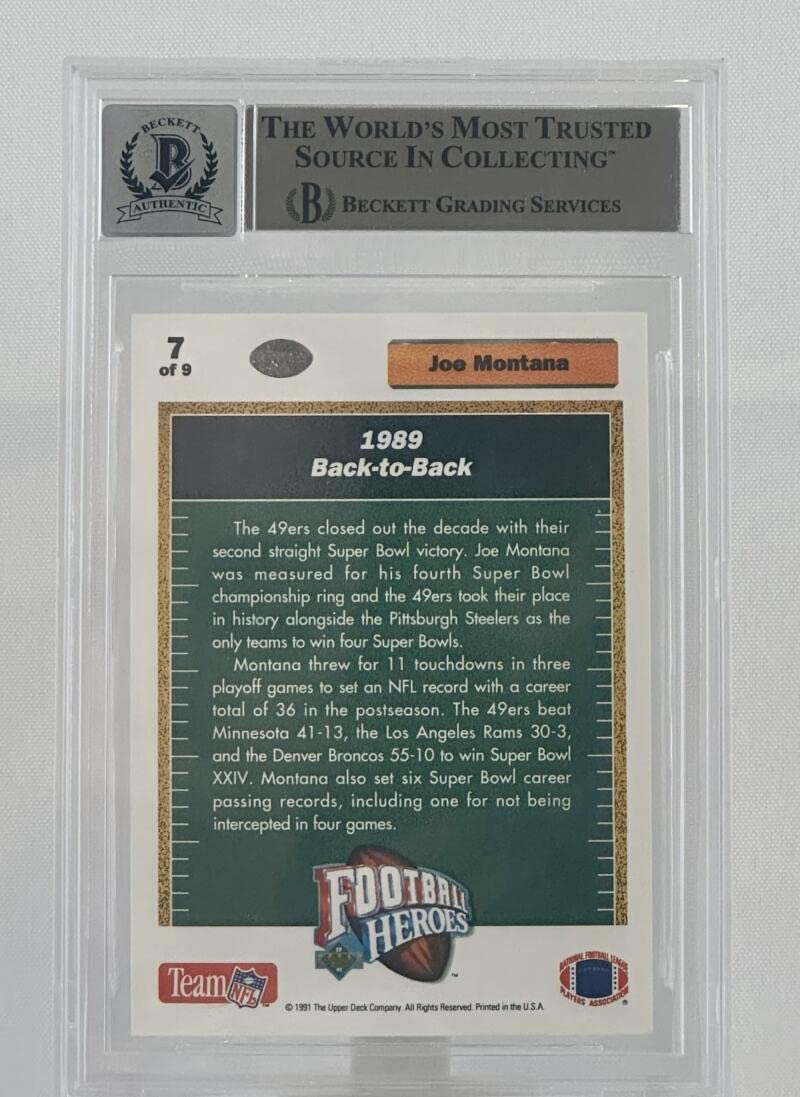 BECKETT
B
AUTHENTIC
THE WORLD'S MOST TRUSTED
SOURCE IN COLLECTING™
B BECKETT GRADING SERVICES
7
of 9
Joe Montana
1989
Back-to-Back
The 49ers closed out the decade with their
second straight Super Bowl victory. Joe Montana
was measured for his fourth Super Bowl
championship ring and the 49ers took their place
in history alongside the Pittsburgh Steelers as the
only teams to win four Super Bowls.
Montana threw for 11 touchdowns in three
playoff games to set an NFL record with a career
total of 36 in the postseason. The 49ers beat
Minnesota 41-13, the Los Angeles Rams 30-3,
and the Denver Broncos 55-10 to win Super Bowl
XXIV. Montana also set six Super Bowl career
passing records, including one for not being
intercepted in four games.
FOOTBALL
HEROES™
Team NFL™
© 1991 The Upper Deck Company. All Rights Reserved. Printed in the U.S.A.
NATIONAL FOOTBALL LEAGUE
PLAYERS ASSOCIATION®